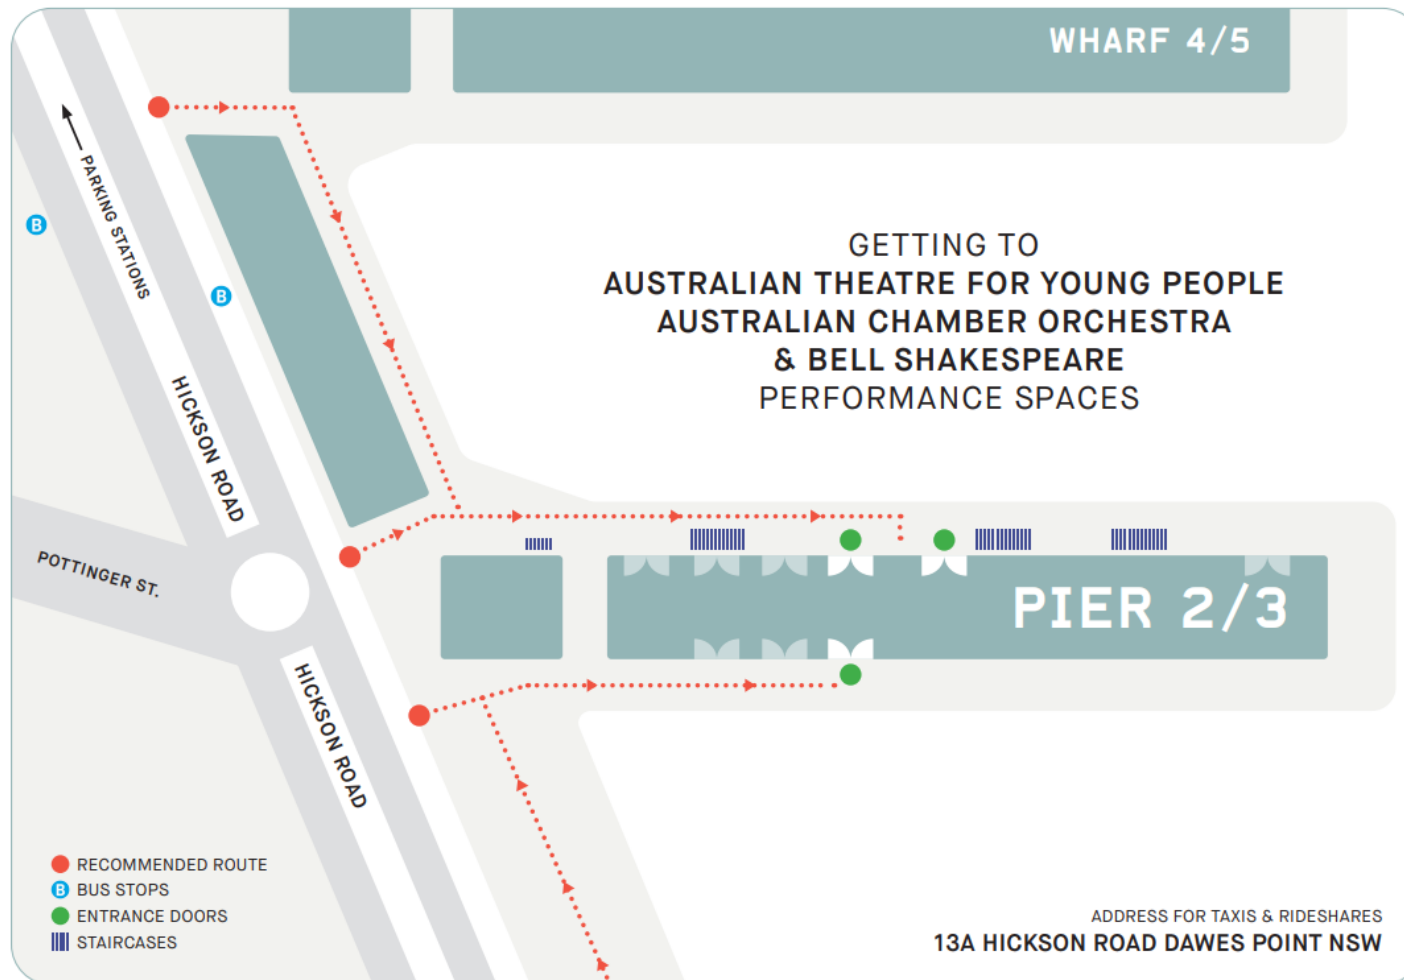 WHARF 4/5
B
PARKING STATIONS
B
GETTING TO
AUSTRALIAN THEATRE FOR YOUNG PEOPLE
AUSTRALIAN CHAMBER ORCHESTRA
& BELL SHAKESPEARE
PERFORMANCE SPACES
HICKSON ROAD
POTTINGER ST.
PIER 2/3
HICKSON ROAD
RECOMMENDED ROUTE
B BUS STOPS
ENTRANCE DOORS
STAIRCASES
ADDRESS FOR TAXIS & RIDESHARES
13A HICKSON ROAD DAWES POINT NSW